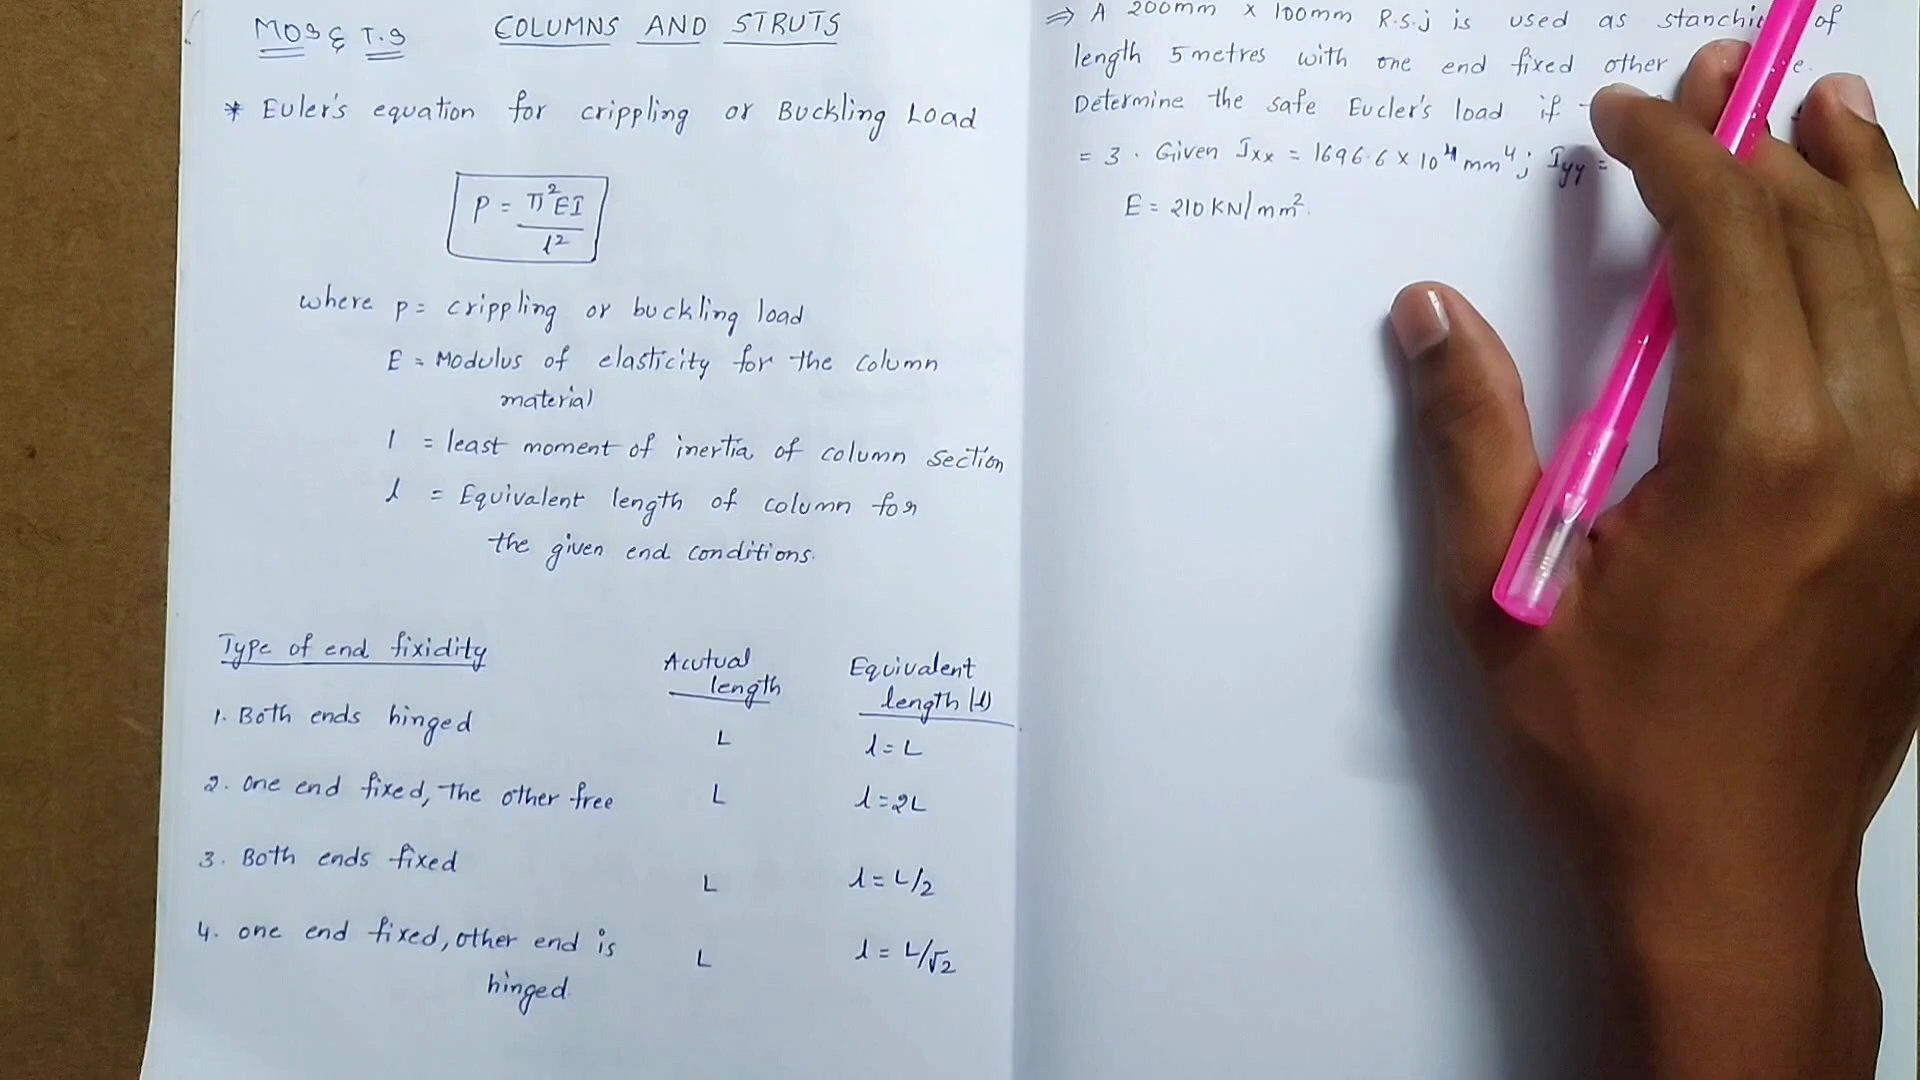 MOS & T.S
COLUMNS AND STRUTS
* Euler's equation for crippling or Buckling Load
P = π²EI / l²
where P = crippling or buckling load
E = Modulus of elasticity for the column
material
I = least moment of inertia of column section
l = Equivalent length of column for
the given end conditions.
Type of end fixidity
Acutual length
Equivalent length (l)
1. Both ends hinged L l = L
2. One end fixed, The other free L l = 2L
3. Both ends fixed L l = L/2
4. one end fixed, other end is L l = L/√2
hinged.
⇒ A 200mm x 100mm R.S.j is used as of
length 5 metres with one end fixed other
Determine the safe Eucler's load if
= 3. Given Ixx = 1696.6 x 10⁴ mm⁴; Iyy =
E = 210 KN/mm².